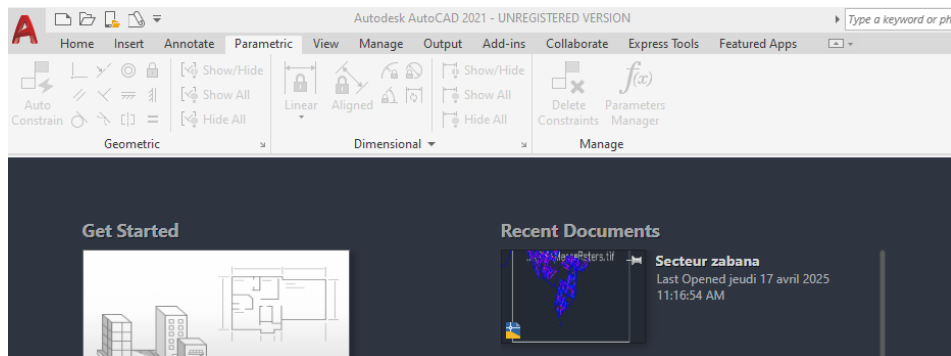 Autodesk AutoCAD 2021 - UNREGISTERED VERSION
Type a keyword or ph
Home Insert Annotate Parametric View Manage Output Add-ins Collaborate Express Tools Featured Apps
Auto Constrain
Show/Hide
Show All
Hide All
Geometric
Linear
Aligned
Show/Hide
Show All
Hide All
Dimensional
Delete Constraints
f(x)
Parameters Manager
Manage
Get Started
Recent Documents
Secteur zabana
Last Opened jeudi 17 avril 2025
11:16:54 AM